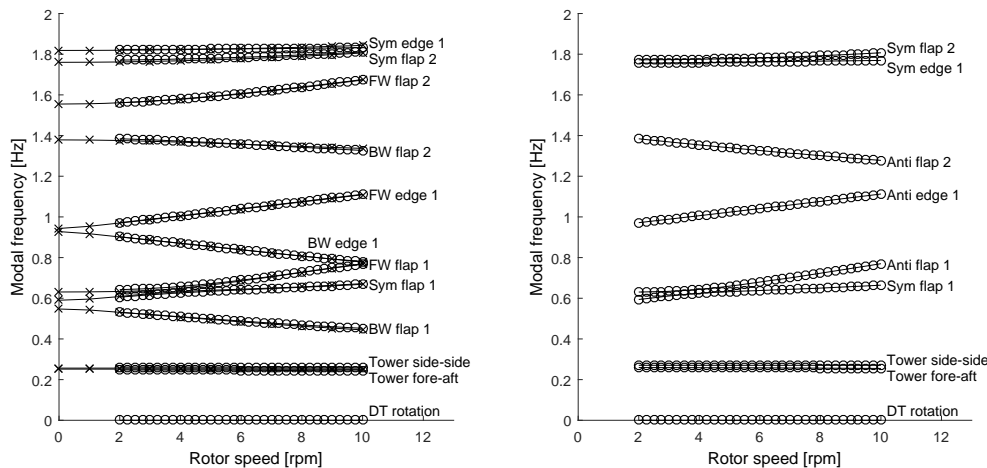 2
1.8
1.6
1.4
1.2
1
0.8
0.6
0.4
0.2
0
Modal frequency [Hz]
Sym edge 1
Sym flap 2
FW flap 2
BW flap 2
FW edge 1
BW edge 1
FW flap 1
Sym flap 1
BW flap 1
Tower side-side
Tower fore-aft
DT rotation
0 2 4 6 8 10 12
Rotor speed [rpm]
2
1.8
1.6
1.4
1.2
1
0.8
0.6
0.4
0.2
0
Modal frequency [Hz]
Sym flap 2
Sym edge 1
Anti flap 2
Anti edge 1
Anti flap 1
Sym flap 1
Tower side-side
Tower fore-aft
DT rotation
0 2 4 6 8 10 12
Rotor speed [rpm]